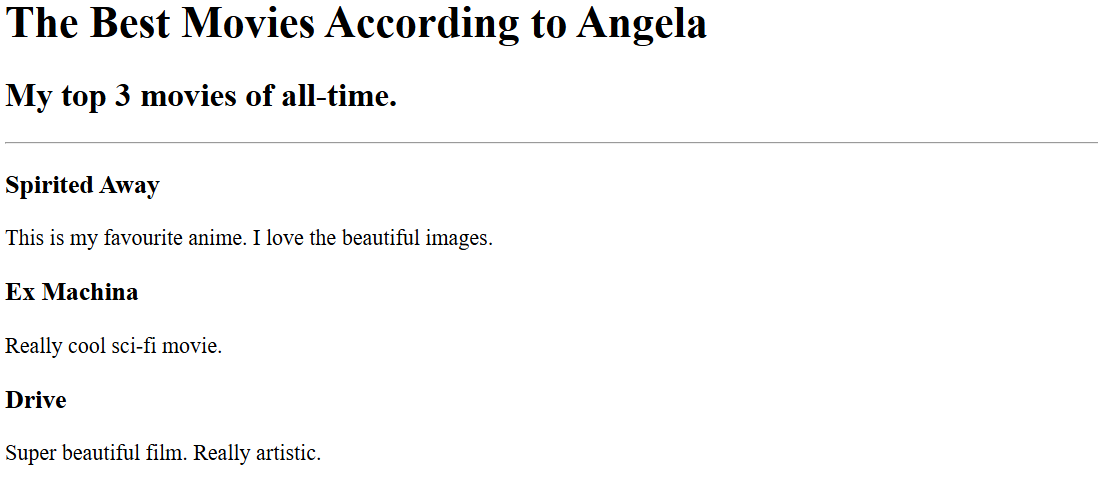 The Best Movies According to Angela
My top 3 movies of all-time.
Spirited Away
This is my favourite anime. I love the beautiful images.
Ex Machina
Really cool sci-fi movie.
Drive
Super beautiful film. Really artistic.